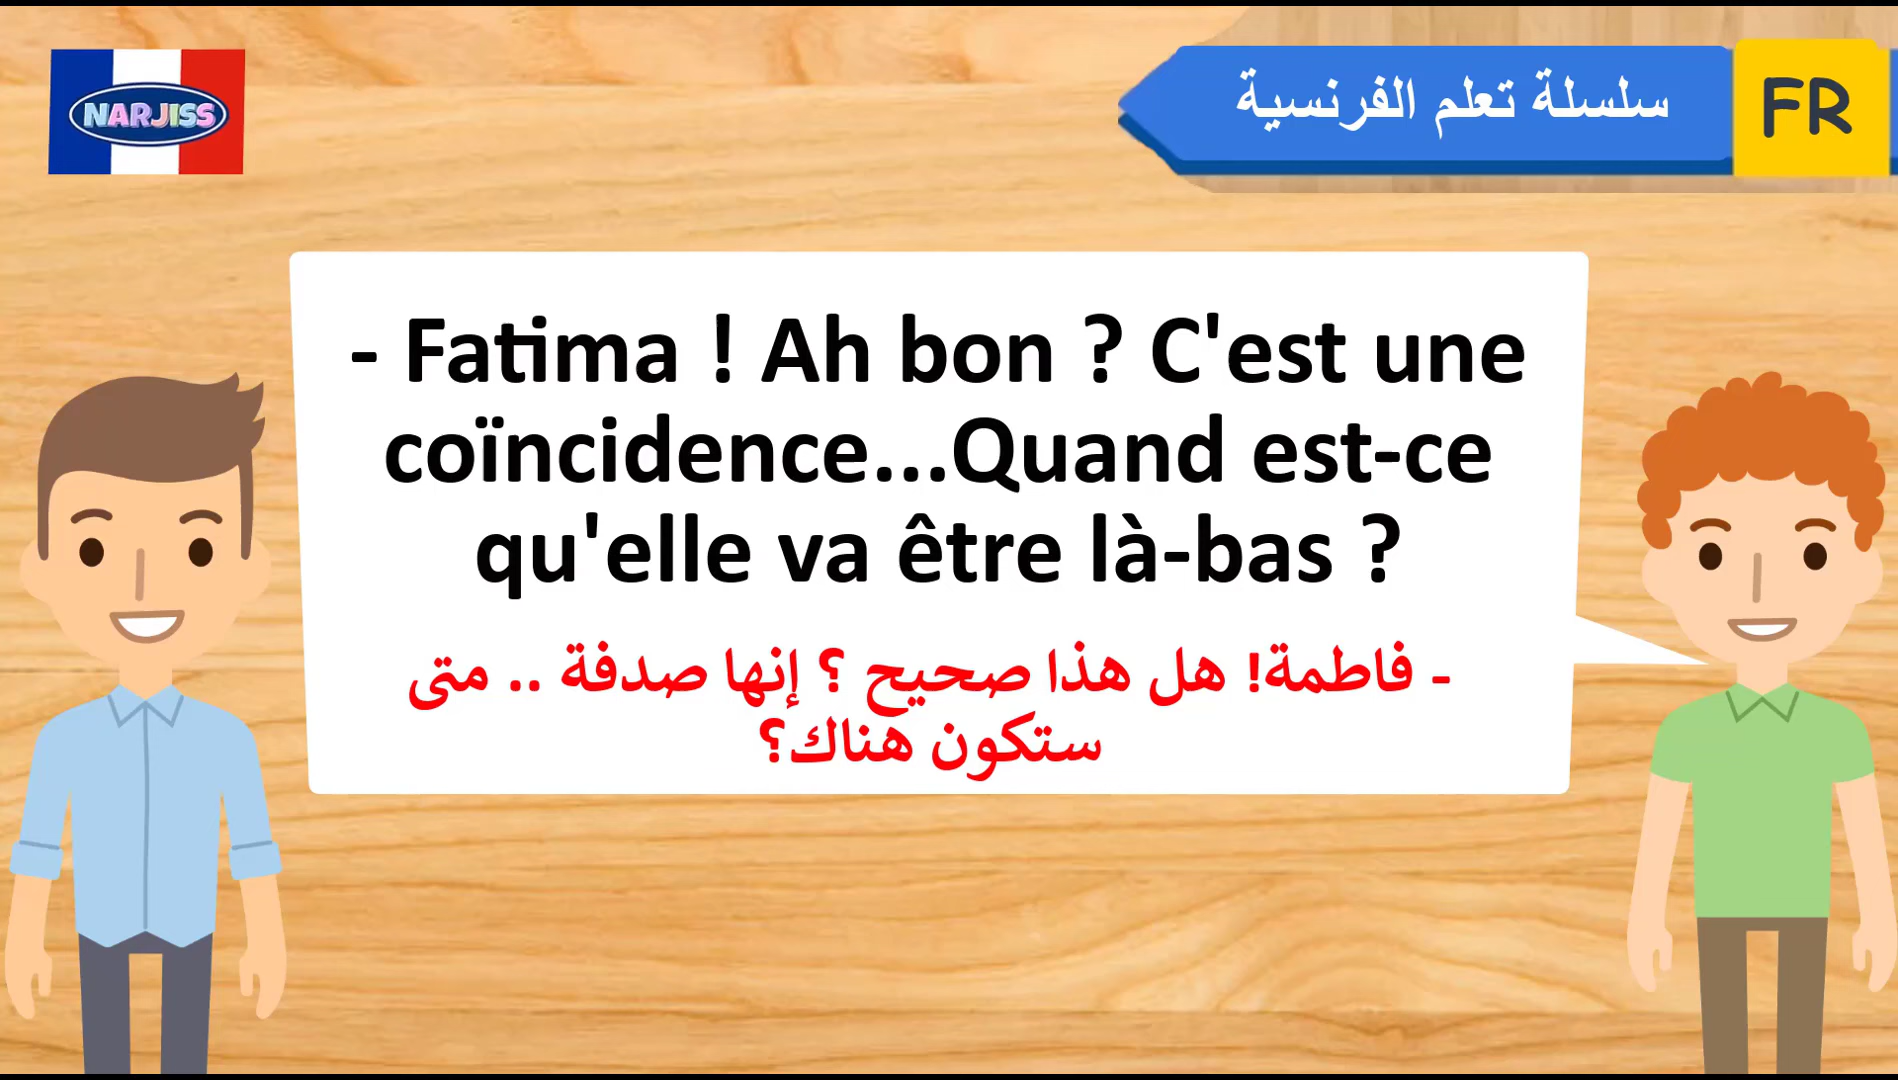 NARJISS
سلسلة تعلم الفرنسية
FR
- Fatima ! Ah bon ? C'est une
coïncidence...Quand est-ce
qu'elle va être là-bas ?
- فاطمة! هل هذا صحيح ؟ إنها صدفة .. متى
ستكون هناك؟